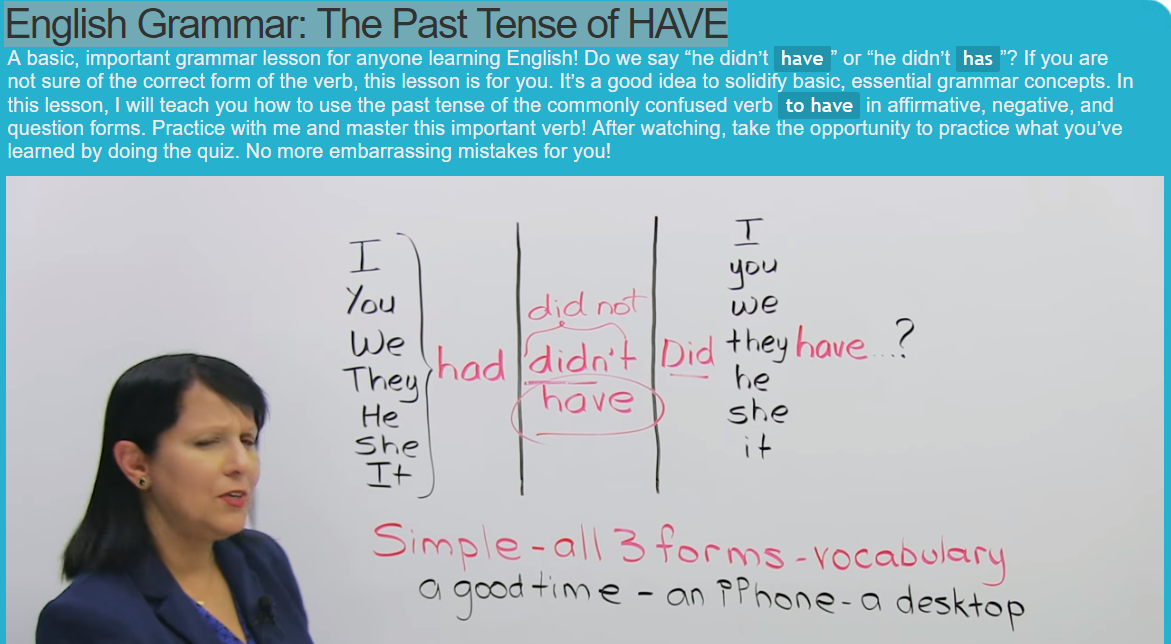 English Grammar: The Past Tense of HAVE
A basic, important grammar lesson for anyone learning English! Do we say “he didn’t have ” or “he didn’t has ”? If you are
not sure of the correct form of the verb, this lesson is for you. It’s a good idea to solidify basic, essential grammar concepts. In
this lesson, I will teach you how to use the past tense of the commonly confused verb to have in affirmative, negative, and
question forms. Practice with me and master this important verb! After watching, take the opportunity to practice what you’ve
learned by doing the quiz. No more embarrassing mistakes for you!
I
You
We
They
He
She
It
had
did not
didn't
have
Did
I
you
we
they
he
she
it
have...?
Simple - all 3 forms - vocabulary
a good time - an iPhone - a desktop